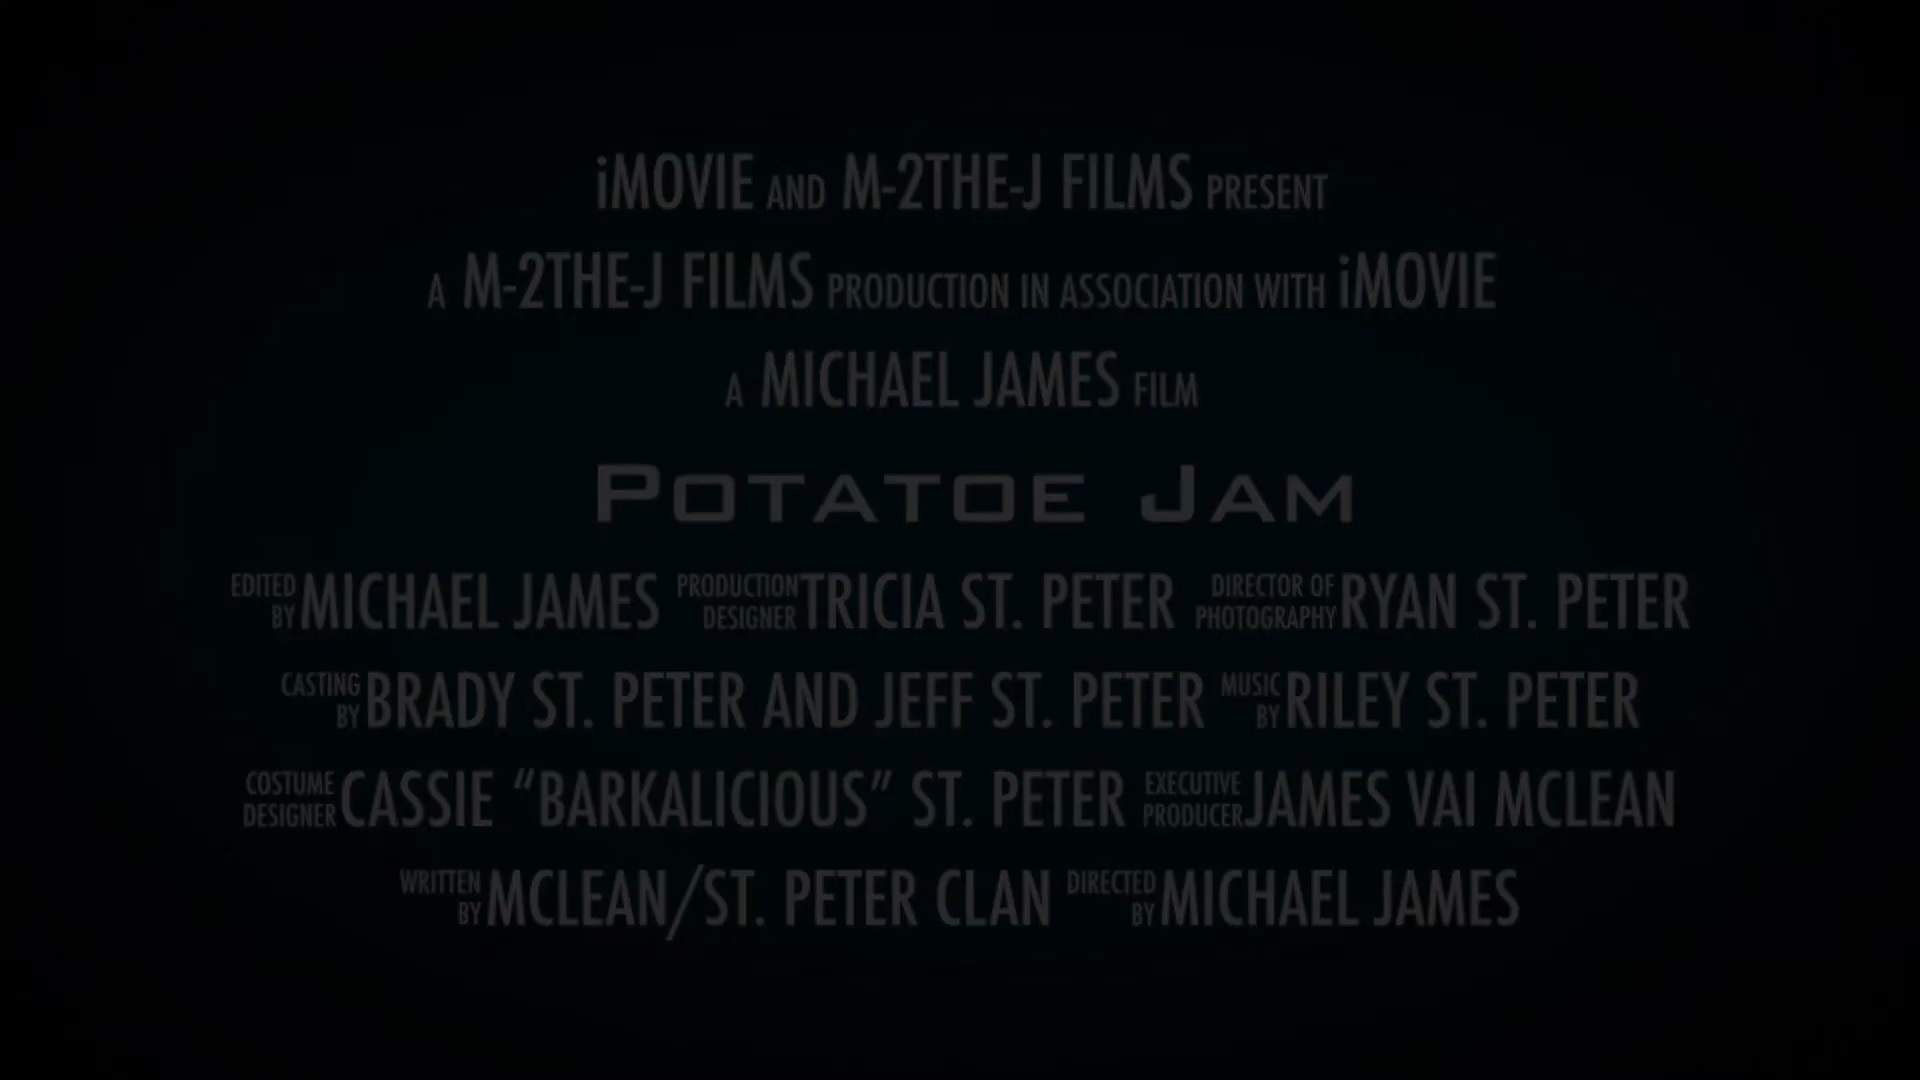 iMOVIE AND M-2THE-J FILMS PRESENT
A M-2THE-J FILMS PRODUCTION IN ASSOCIATION WITH iMOVIE
A MICHAEL JAMES FILM
POTATOE JAM
EDITED BY MICHAEL JAMES PRODUCTION DESIGNER TRICIA ST. PETER DIRECTOR OF PHOTOGRAPHY RYAN ST. PETER
CASTING BY BRADY ST. PETER AND JEFF ST. PETER MUSIC BY RILEY ST. PETER
COSTUME DESIGNER CASSIE “BARKALICIOUS” ST. PETER EXECUTIVE PRODUCER JAMES VAI MCLEAN
WRITTEN BY MCLEAN/ST. PETER CLAN DIRECTED BY MICHAEL JAMES